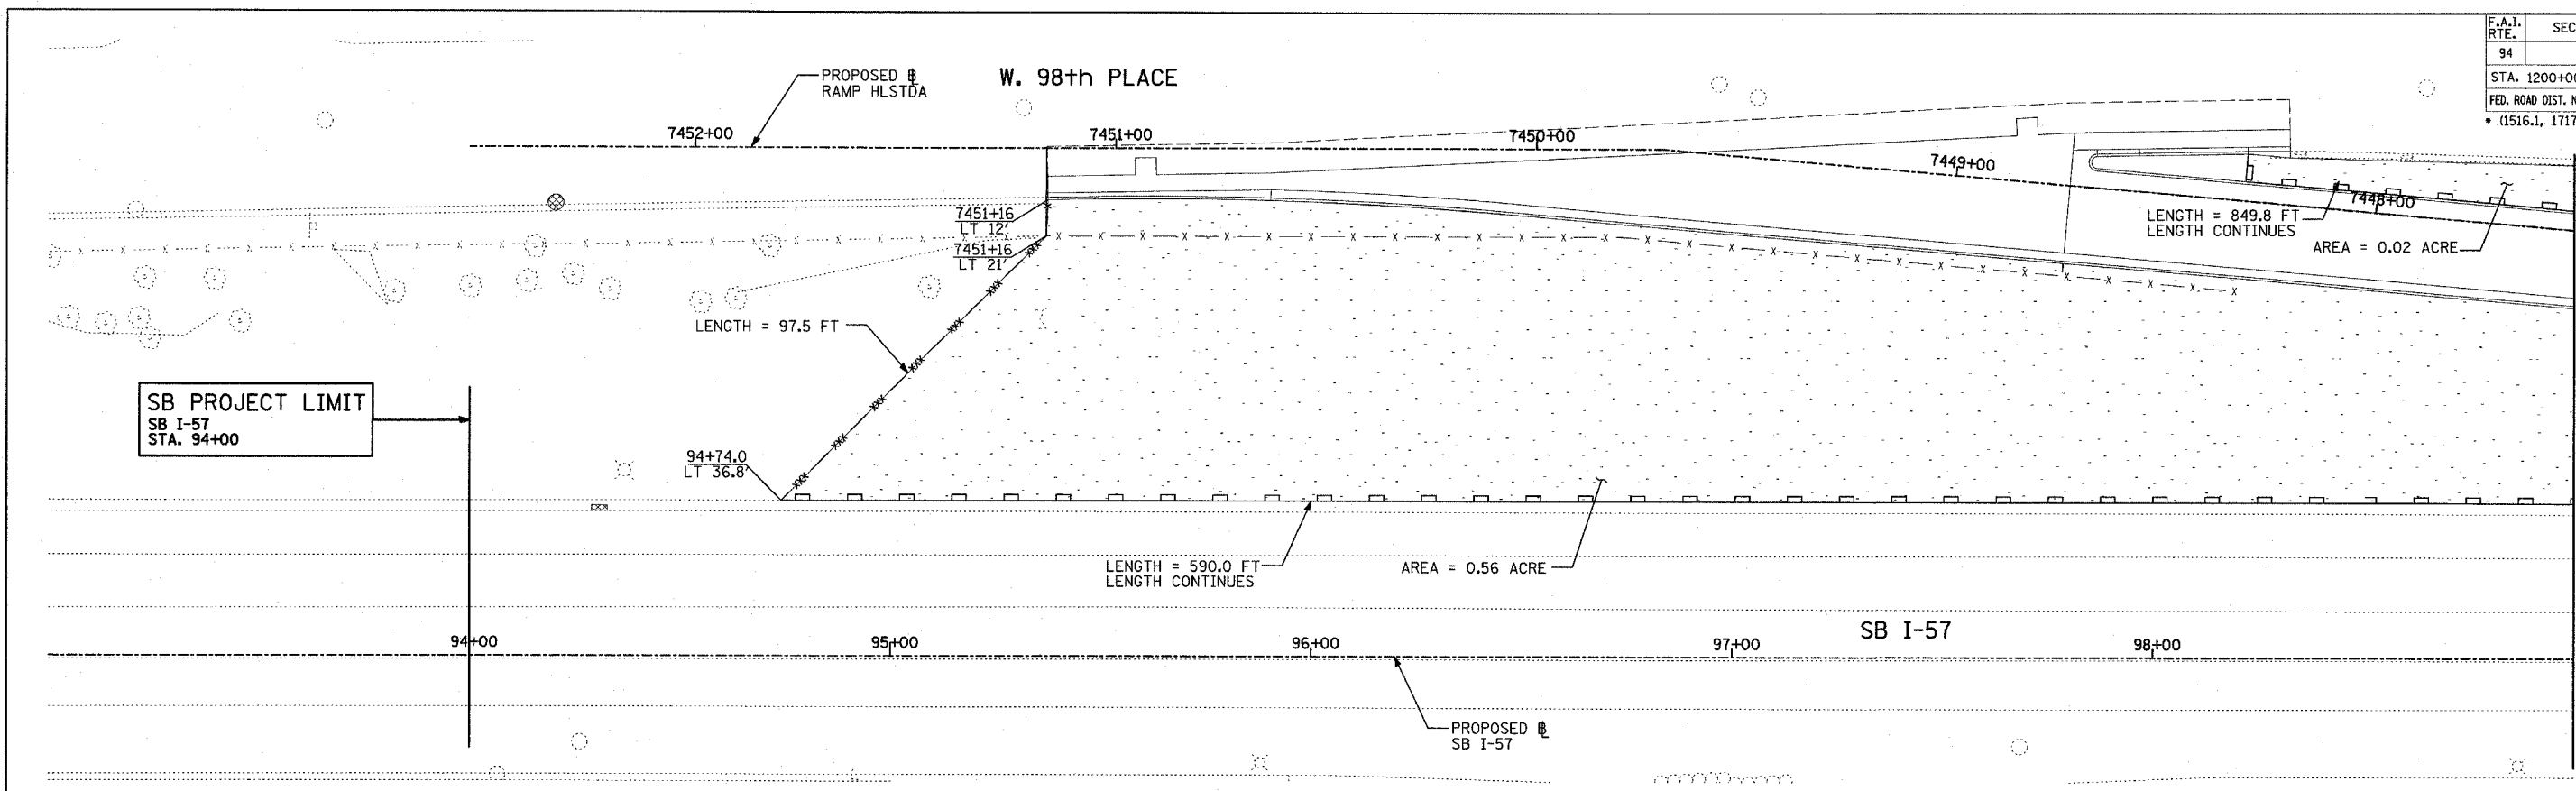 F.A.I. RTE.
SEC
94
STA. 1200+00
FED. ROAD DIST. N
* (1516.1, 1717
PROPOSED ℄
RAMP HLSTDA
W. 98th PLACE
7452+00
7451+00
7450+00
7449+00
7448+00
7451+16
LT 12'
7451+16
LT 21'
LENGTH = 849.8 FT
LENGTH CONTINUES
AREA = 0.02 ACRE
LENGTH = 97.5 FT
SB PROJECT LIMIT
SB I-57
STA. 94+00
94+74.0
LT 36.8'
LENGTH = 590.0 FT
LENGTH CONTINUES
AREA = 0.56 ACRE
SB I-57
94+00
95+00
96+00
97+00
98+00
PROPOSED ℄
SB I-57